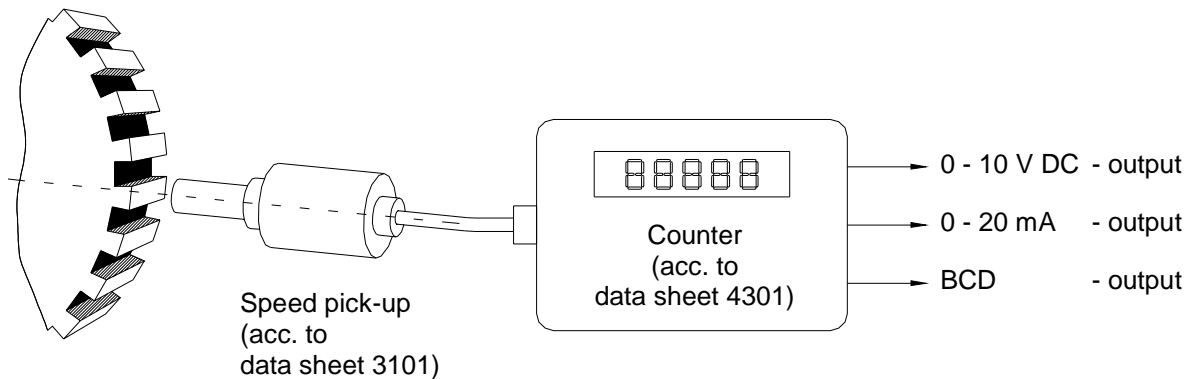 0 - 10 V DC - output
88888
Counter
0 - 20 mA - output
(acc. to
data sheet 4301)
BCD - output
Speed pick-up
(acc. to
data sheet 3101)